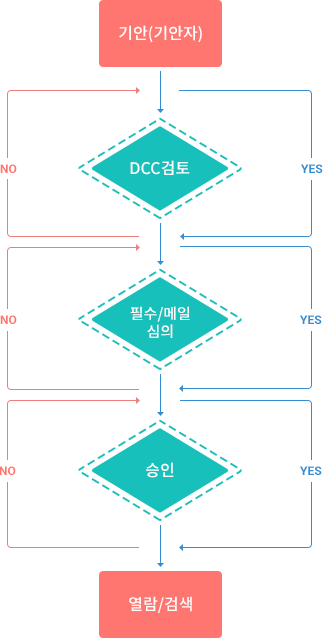 기안(기안자)
DCC검토
NO
YES
필수/메일
심의
NO
YES
승인
NO
YES
열람/검색